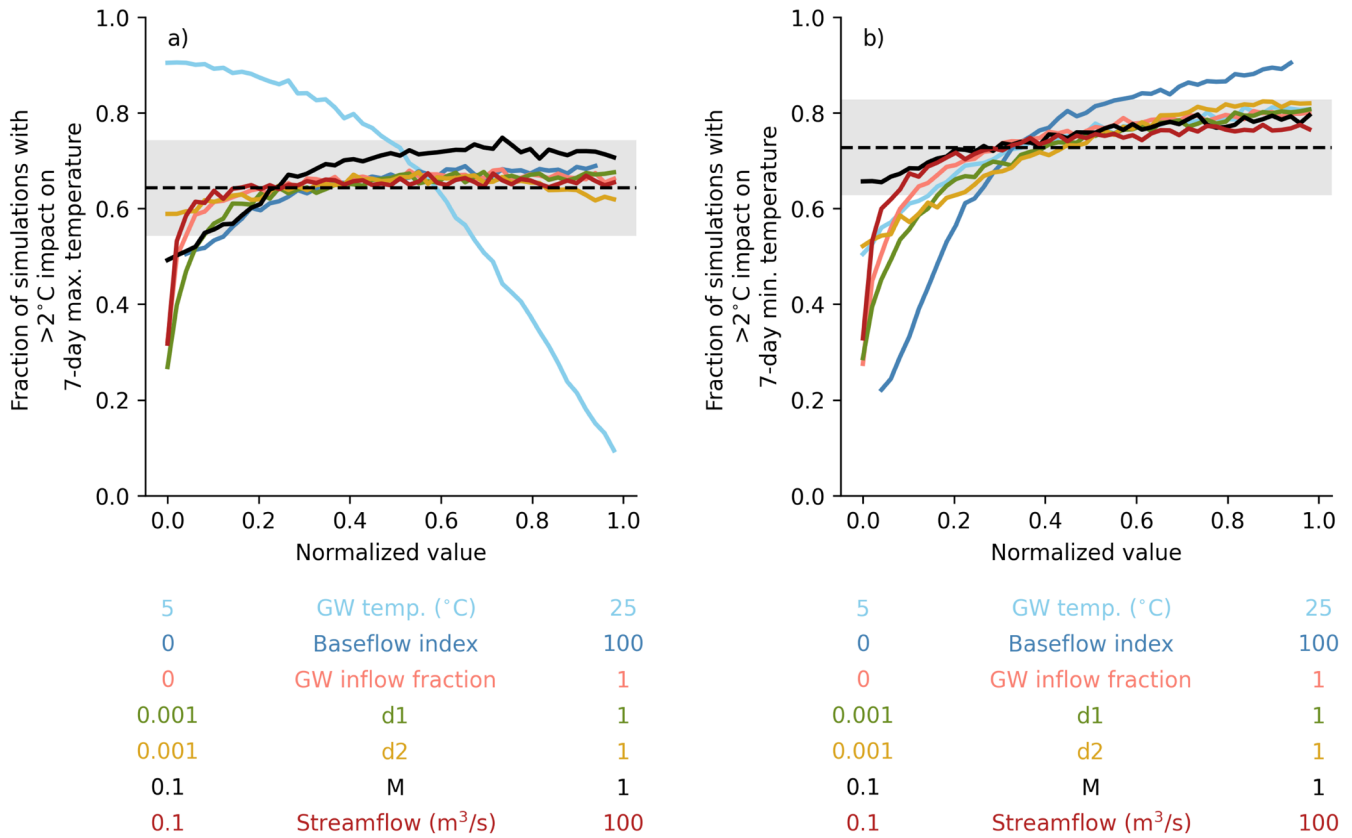 a)
Fraction of simulations with
>2°C impact on
7-day max. temperature
1.0
0.8
0.6
0.4
0.2
0.0
0.0 0.2 0.4 0.6 0.8 1.0
Normalized value
5 GW temp. (°C) 25
0 Baseflow index 100
0 GW inflow fraction 1
0.001 d1 1
0.001 d2 1
0.1 M 1
0.1 Streamflow (m³/s) 100
b)
Fraction of simulations with
>2°C impact on
7-day min. temperature
1.0
0.8
0.6
0.4
0.2
0.0
0.0 0.2 0.4 0.6 0.8 1.0
Normalized value
5 GW temp. (°C) 25
0 Baseflow index 100
0 GW inflow fraction 1
0.001 d1 1
0.001 d2 1
0.1 M 1
0.1 Streamflow (m³/s) 100